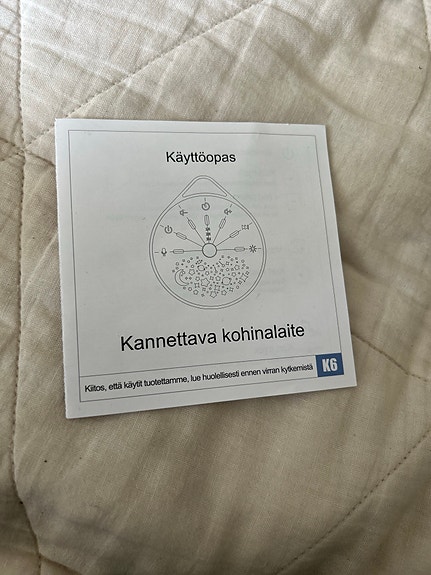 Käyttöopas
Kannettava kohinalaite
Kiitos, että käytit tuotettamme, lue huolellisesti ennen virran kytkemistä
K6